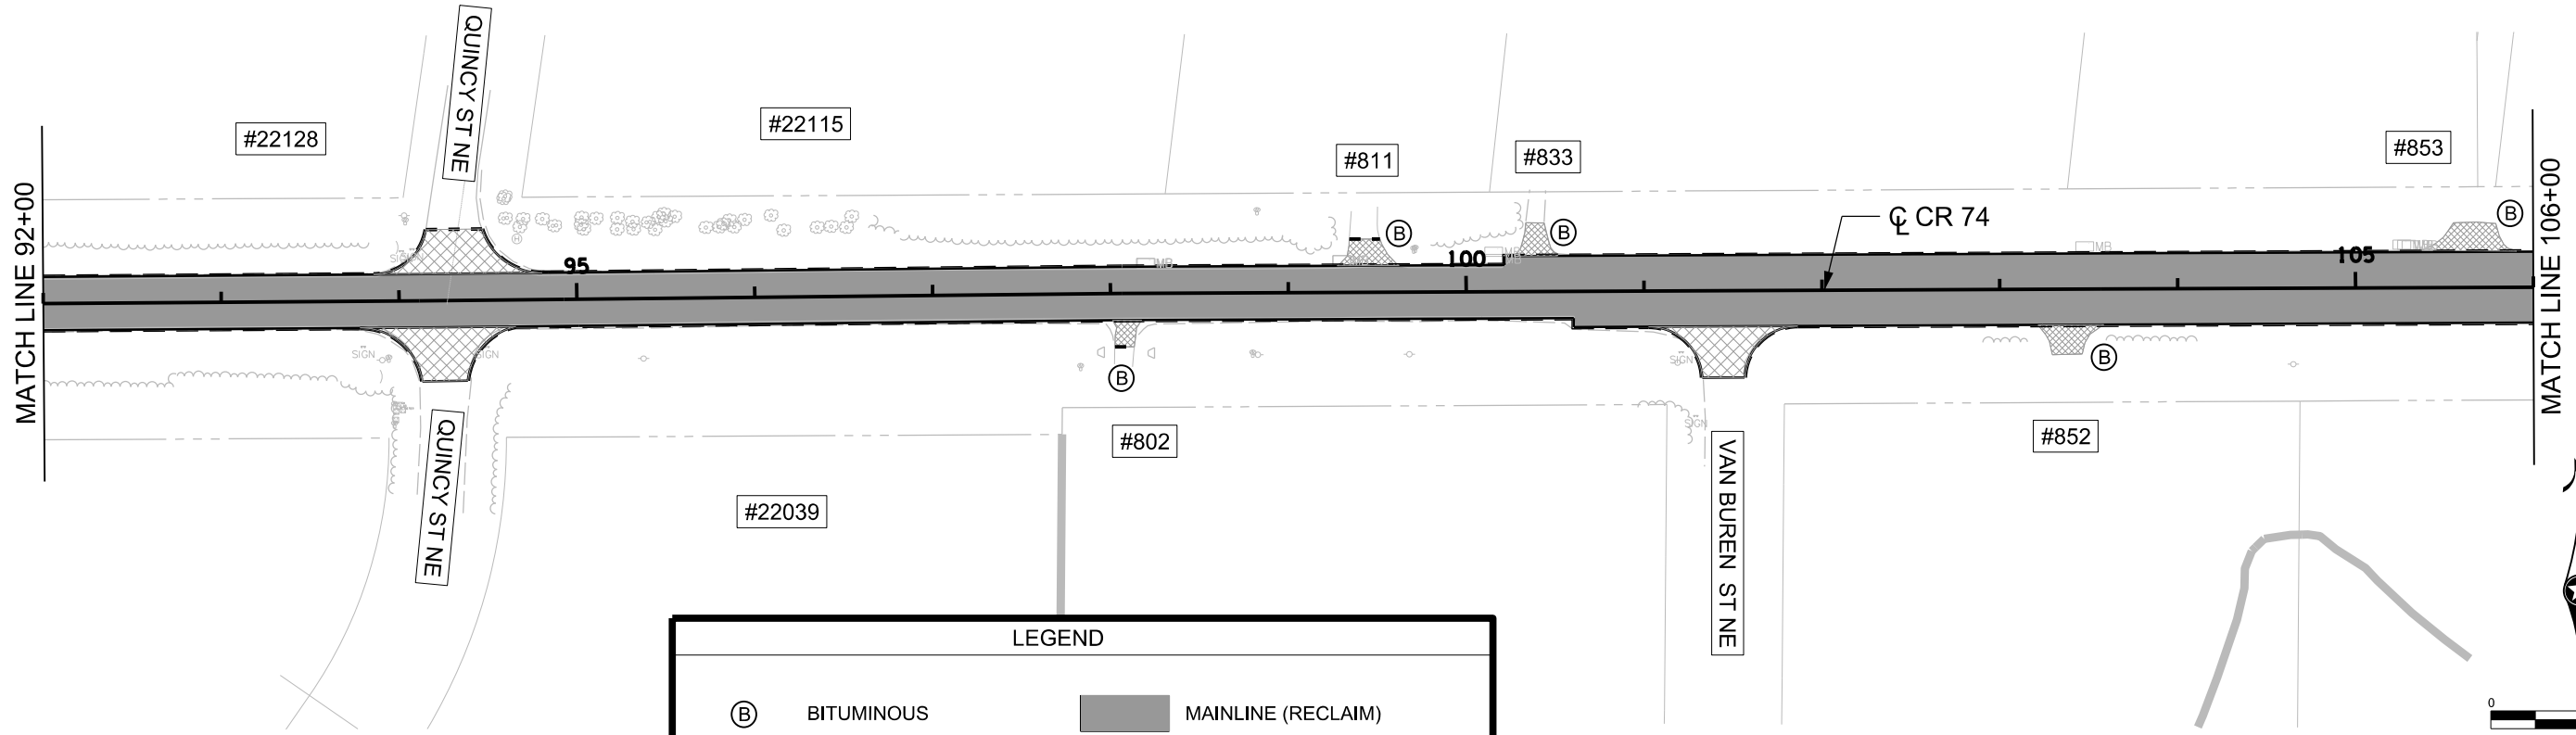 QUINCY ST NE
#22128
#22115
#811
#833
#853
MATCH LINE 92+00
MATCH LINE 106+00
B
B
B
CL CR 74
SIGN
H
MB
MB
MB
MB
95
100
105
SIGN
SIGN
SIGN
B
B
SIGN
QUINCY ST NE
#802
VAN BUREN ST NE
#852
#22039
LEGEND
B BITUMINOUS
MAINLINE (RECLAIM)
0